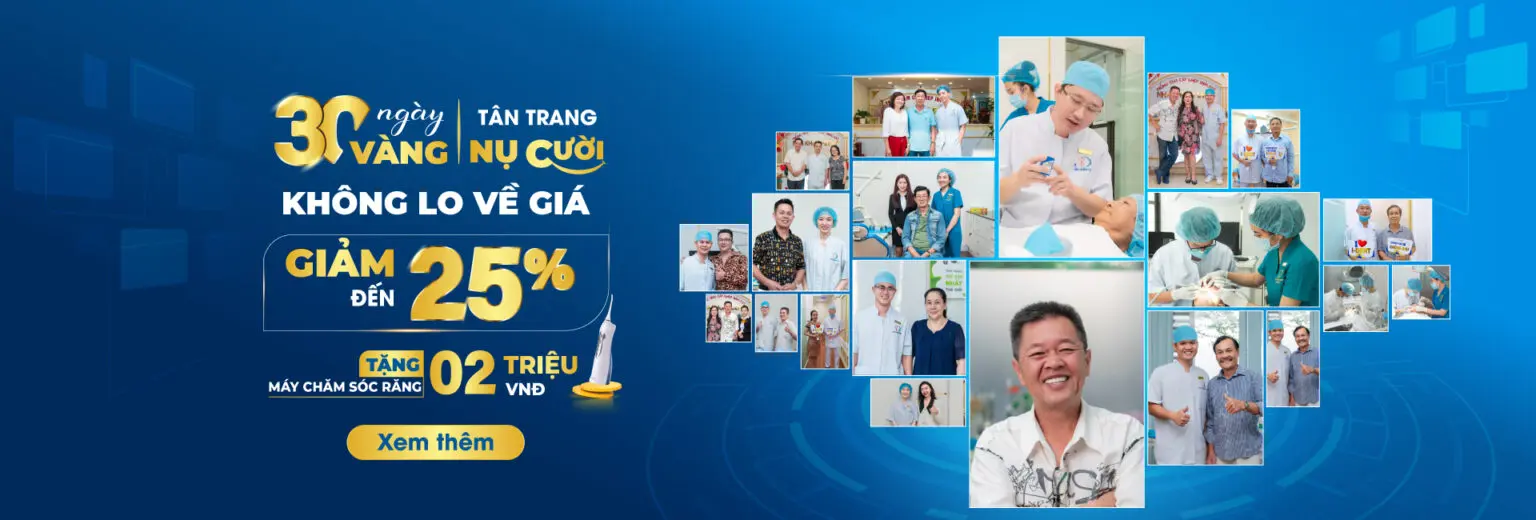 30 ngày
VÀNG
TÂN TRANG
NỤ CƯỜI
KHÔNG LO VỀ GIÁ
GIẢM
ĐẾN
25%
TẶNG
MÁY CHĂM SÓC RĂNG
02
TRIỆU
VNĐ
Xem thêm